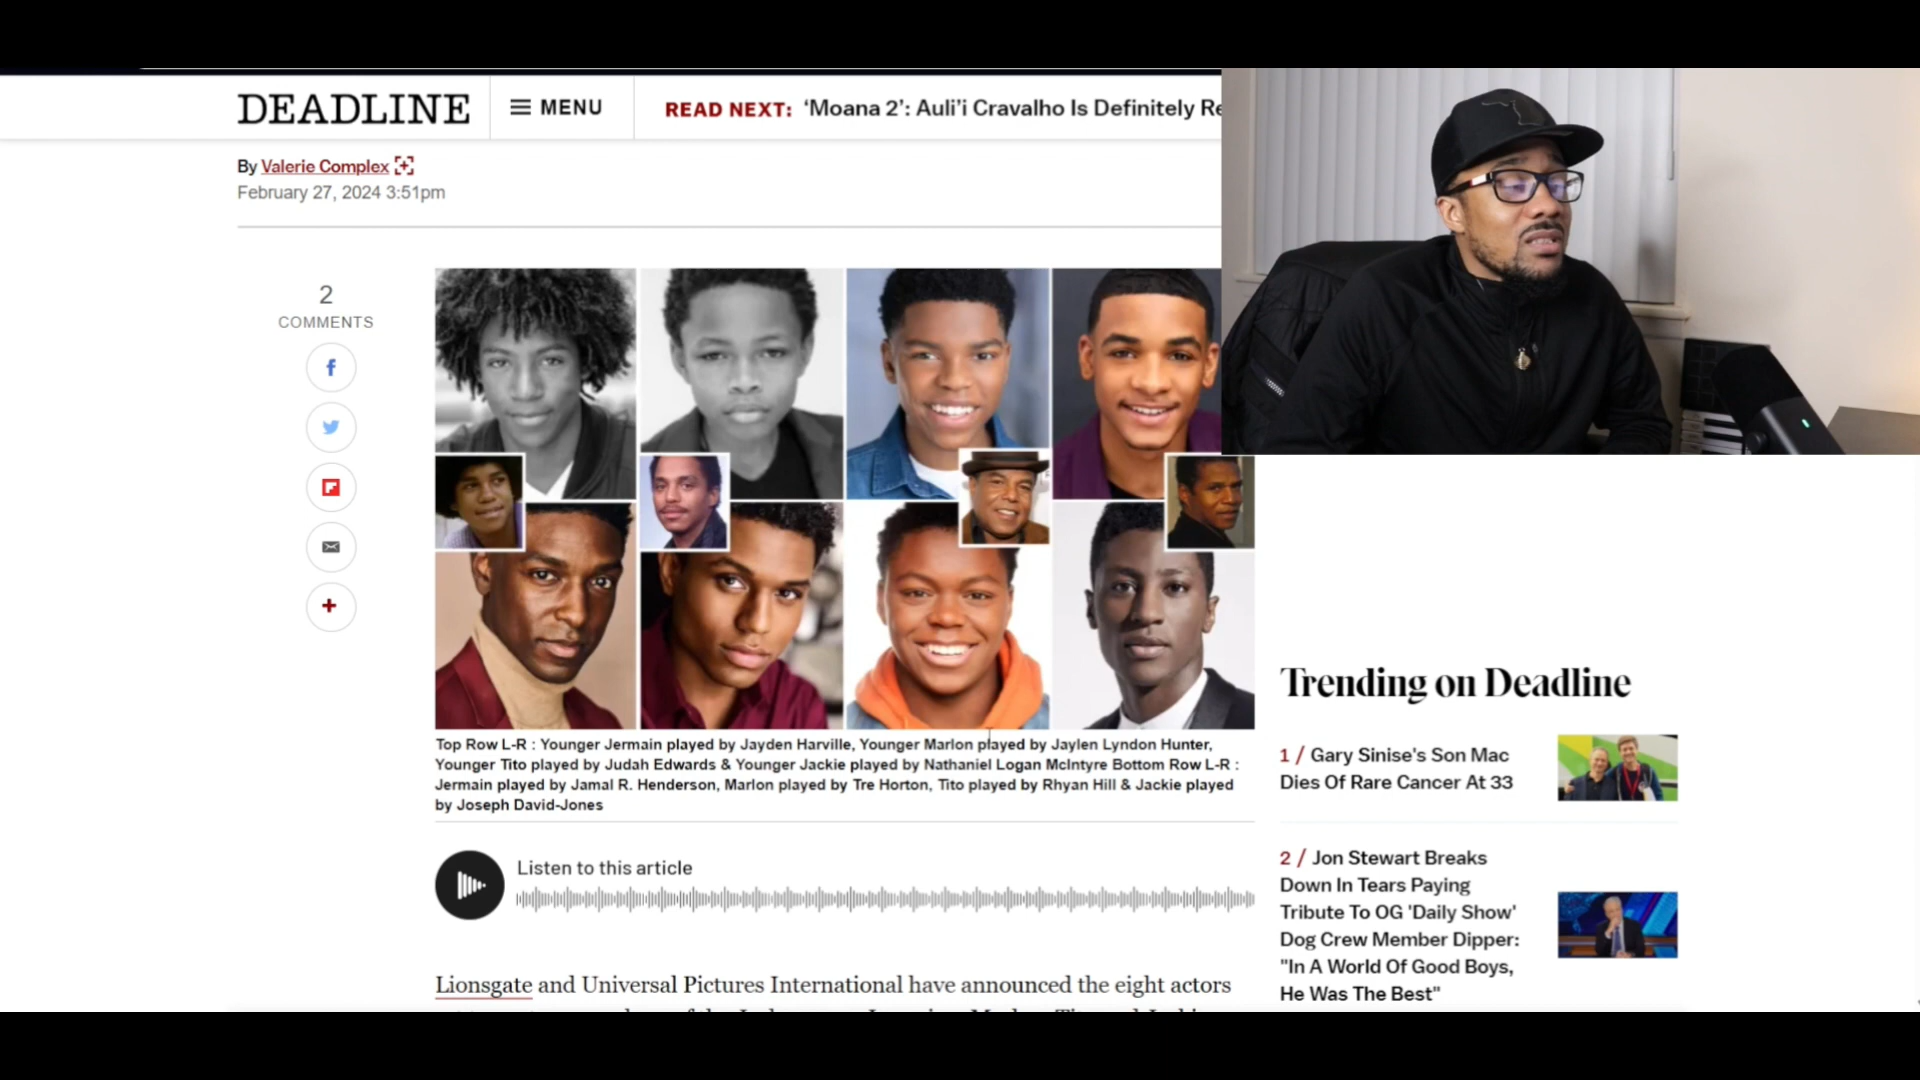 DEADLINE
MENU
READ NEXT: ‘Moana 2’: Auli’i Cravalho Is Definitely Re
By Valerie Complex
February 27, 2024 3:51pm
2
COMMENTS
Top Row L-R : Younger Jermain played by Jayden Harville, Younger Marlon played by Jaylen Lyndon Hunter,
Younger Tito played by Judah Edwards & Younger Jackie played by Nathaniel Logan McIntyre Bottom Row L-R :
Jermain played by Jamal R. Henderson, Marlon played by Tre Horton, Tito played by Rhyan Hill & Jackie played
by Joseph David-Jones
Listen to this article
Lionsgate and Universal Pictures International have announced the eight actors
Trending on Deadline
1 / Gary Sinise's Son Mac
Dies Of Rare Cancer At 33
2 / Jon Stewart Breaks
Down In Tears Paying
Tribute To OG 'Daily Show'
Dog Crew Member Dipper:
"In A World Of Good Boys,
He Was The Best"